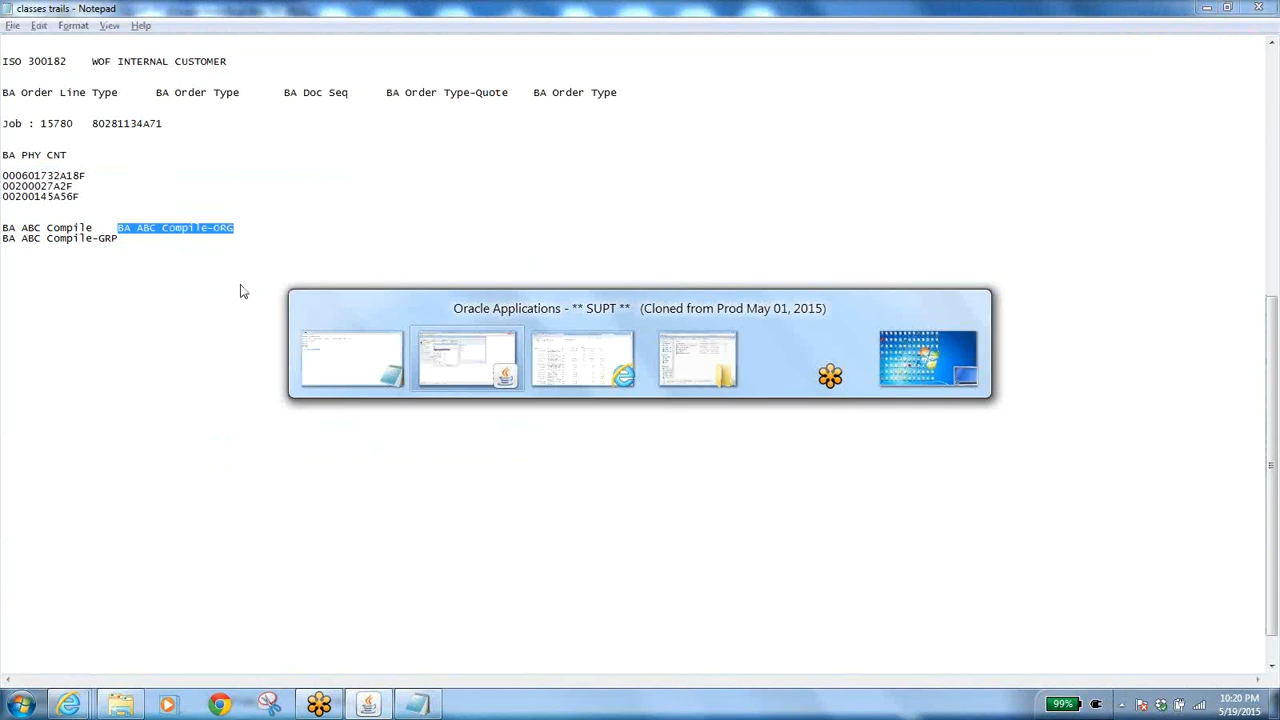 classes trails - Notepad
File Edit Format View Help
ISO 300182 WOF INTERNAL CUSTOMER
BA Order Line Type BA Order Type BA Doc Seq BA Order Type-Quote BA Order Type
Job : 15780 80281134A71
BA PHY CNT
000601732A18F
00200027A2F
00200145A56F
BA ABC Compile BA ABC Compile-ORG
BA ABC Compile-GRP
Oracle Applications - ** SUPT ** (Cloned from Prod May 01, 2015)
99%
10:20 PM
5/19/2015